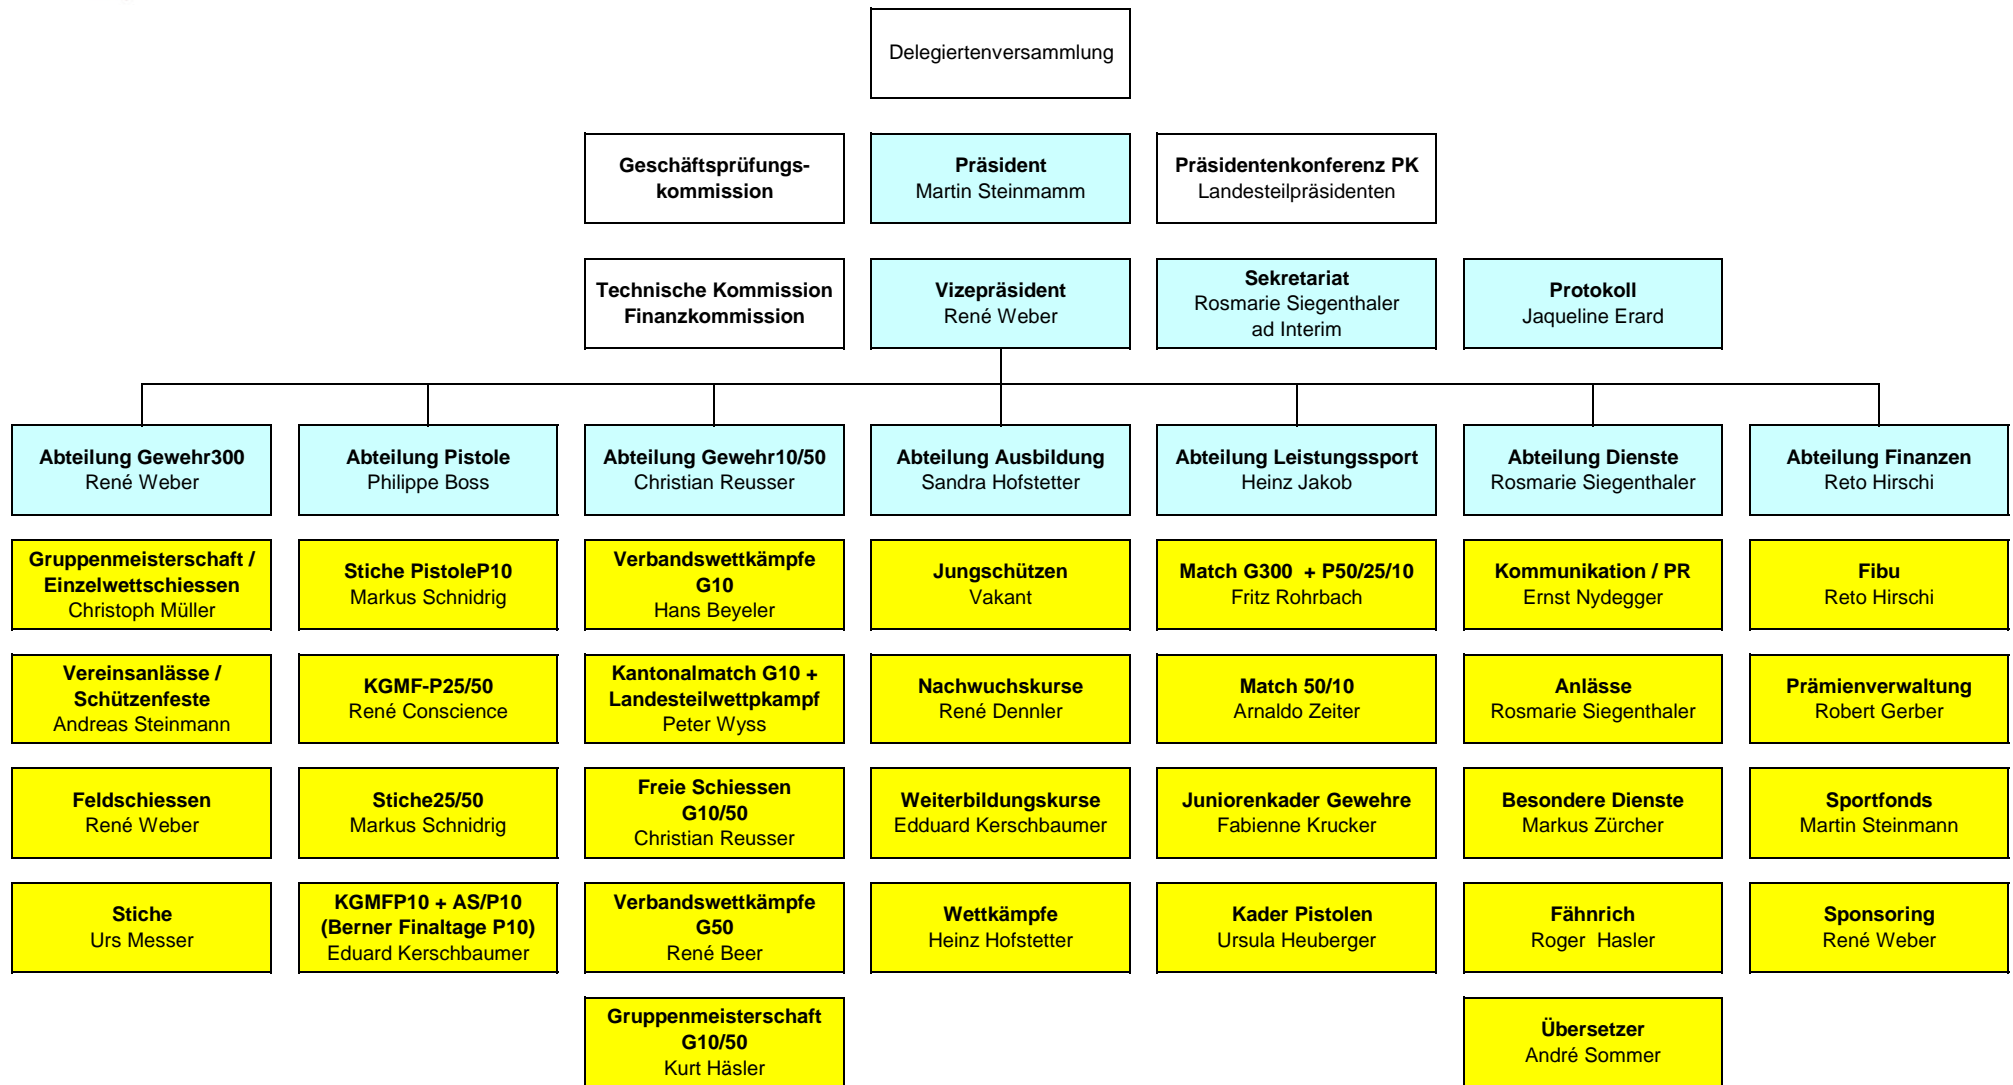 Delegiertenversammlung
Geschäftsprüfungs-
kommission
Präsident
Martin Steinmamm
Präsidentenkonferenz PK
Landesteilpräsidenten
Technische Kommission
Finanzkommission
Vizepräsident
René Weber
Sekretariat
Rosmarie Siegenthaler
ad Interim
Protokoll
Jaqueline Erard
Abteilung Gewehr300
René Weber
Abteilung Pistole
Philippe Boss
Abteilung Gewehr10/50
Christian Reusser
Abteilung Ausbildung
Sandra Hofstetter
Abteilung Leistungssport
Heinz Jakob
Abteilung Dienste
Rosmarie Siegenthaler
Abteilung Finanzen
Reto Hirschi
Gruppenmeisterschaft /
Einzelwettschiessen
Christoph Müller
Stiche PistoleP10
Markus Schnidrig
Verbandswettkämpfe
G10
Hans Beyeler
Jungschützen
Vakant
Match G300  + P50/25/10
Fritz Rohrbach
Kommunikation / PR
Ernst Nydegger
Fibu
Reto Hirschi
Vereinsanlässe /
Schützenfeste
Andreas Steinmann
KGMF-P25/50
René Conscience
Kantonalmatch G10 +
Landesteilwettpkampf
Peter Wyss
Nachwuchskurse
René Dennler
Match 50/10
Arnaldo Zeiter
Anlässe
Rosmarie Siegenthaler
Prämienverwaltung
Robert Gerber
Feldschiessen
René Weber
Stiche25/50
Markus Schnidrig
Freie Schiessen
G10/50
Christian Reusser
Weiterbildungskurse
Edduard Kerschbaumer
Juniorenkader Gewehre
Fabienne Krucker
Besondere Dienste
Markus Zürcher
Sportfonds
Martin Steinmann
Stiche
Urs Messer
KGMFP10 + AS/P10
(Berner Finaltage P10)
Eduard Kerschbaumer
Verbandswettkämpfe
G50
René Beer
Wettkämpfe
Heinz Hofstetter
Kader Pistolen
Ursula Heuberger
Fähnrich
Roger  Hasler
Sponsoring
René Weber
Gruppenmeisterschaft
G10/50
Kurt Häsler
Übersetzer
André Sommer